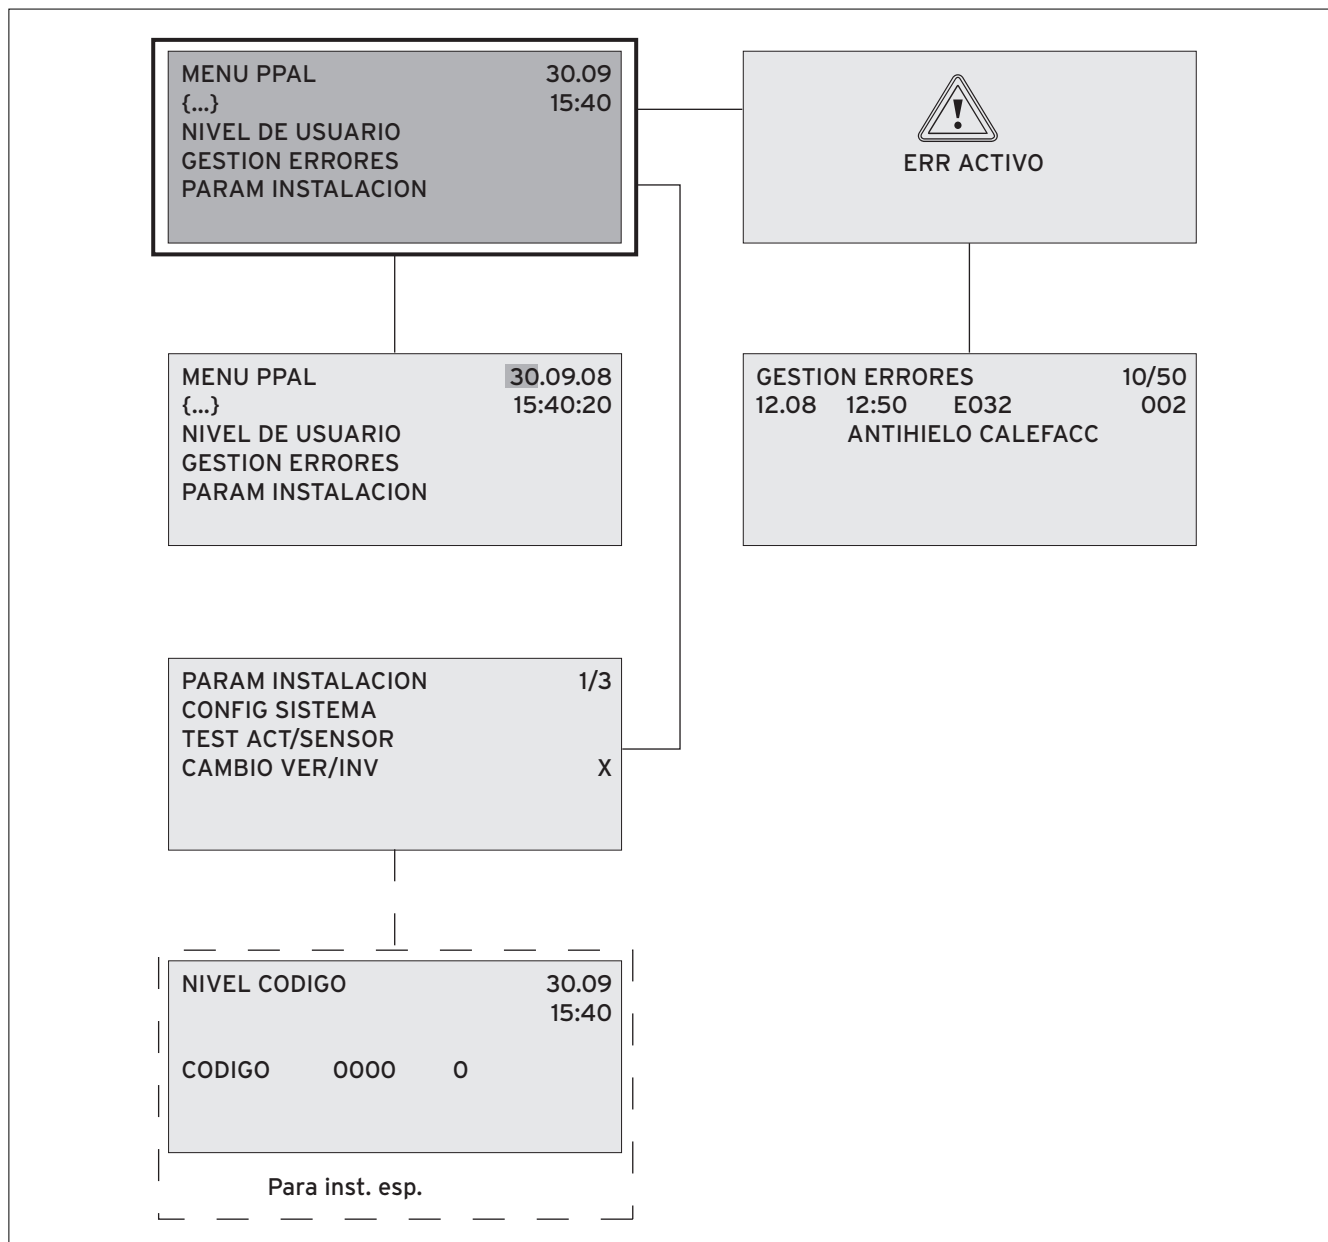 MENU PPAL 30.09
{...} 15:40
NIVEL DE USUARIO
GESTION ERRORES
PARAM INSTALACION
!
ERR ACTIVO
MENU PPAL 30.09.08
{...} 15:40:20
NIVEL DE USUARIO
GESTION ERRORES
PARAM INSTALACION
GESTION ERRORES 10/50
12.08 12:50 E032 002
ANTIHIELO CALEFACC
PARAM INSTALACION 1/3
CONFIG SISTEMA
TEST ACT/SENSOR
CAMBIO VER/INV X
NIVEL CODIGO 30.09
15:40
CODIGO 0000 0
Para inst. esp.